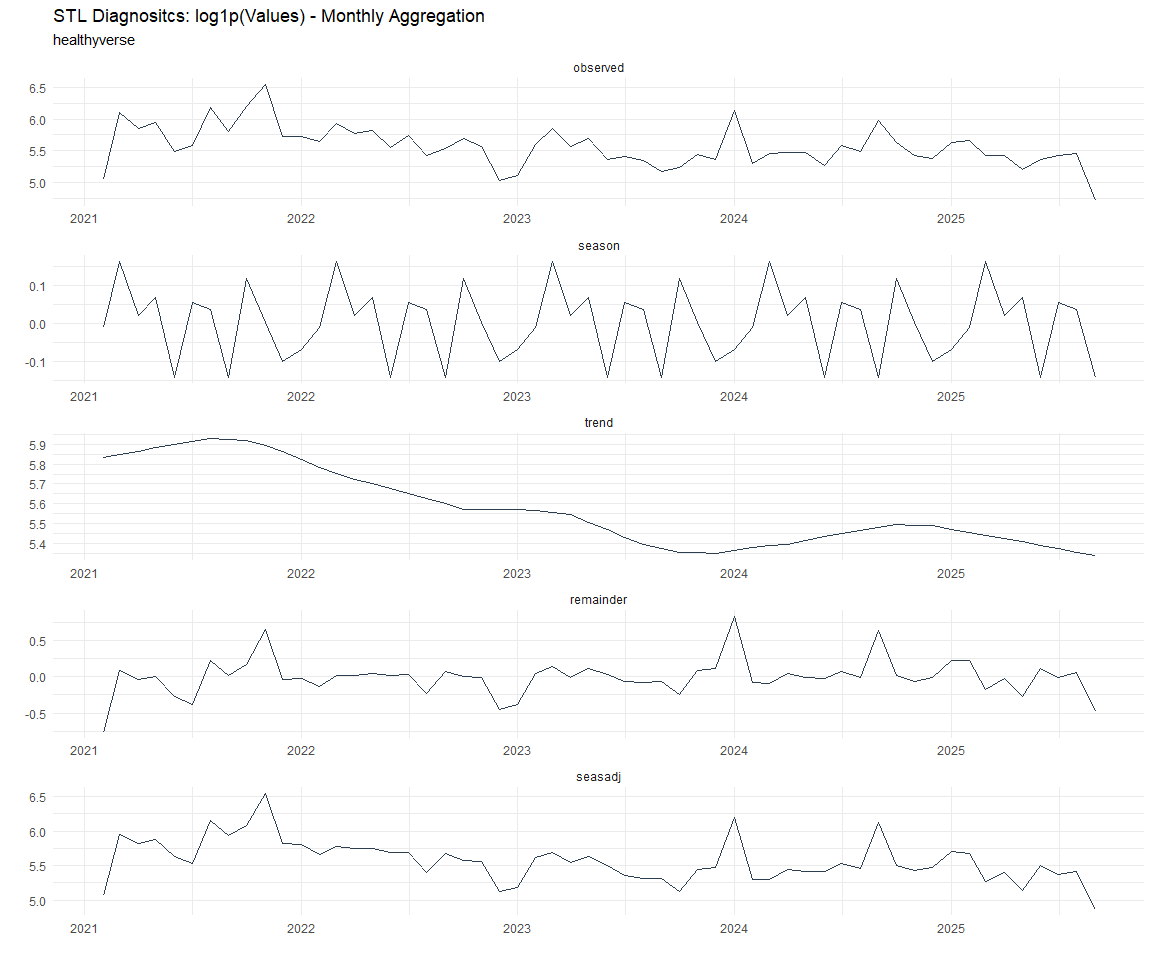 STL Diagnositcs: log1p(Values) - Monthly Aggregation
healthyverse
observed
6.5
6.0
5.5
5.0
2021 2022 2023 2024 2025
season
0.1
0.0
-0.1
2021 2022 2023 2024 2025
trend
5.9
5.8
5.7
5.6
5.5
5.4
2021 2022 2023 2024 2025
remainder
0.5
0.0
-0.5
2021 2022 2023 2024 2025
seasadj
6.5
6.0
5.5
5.0
2021 2022 2023 2024 2025